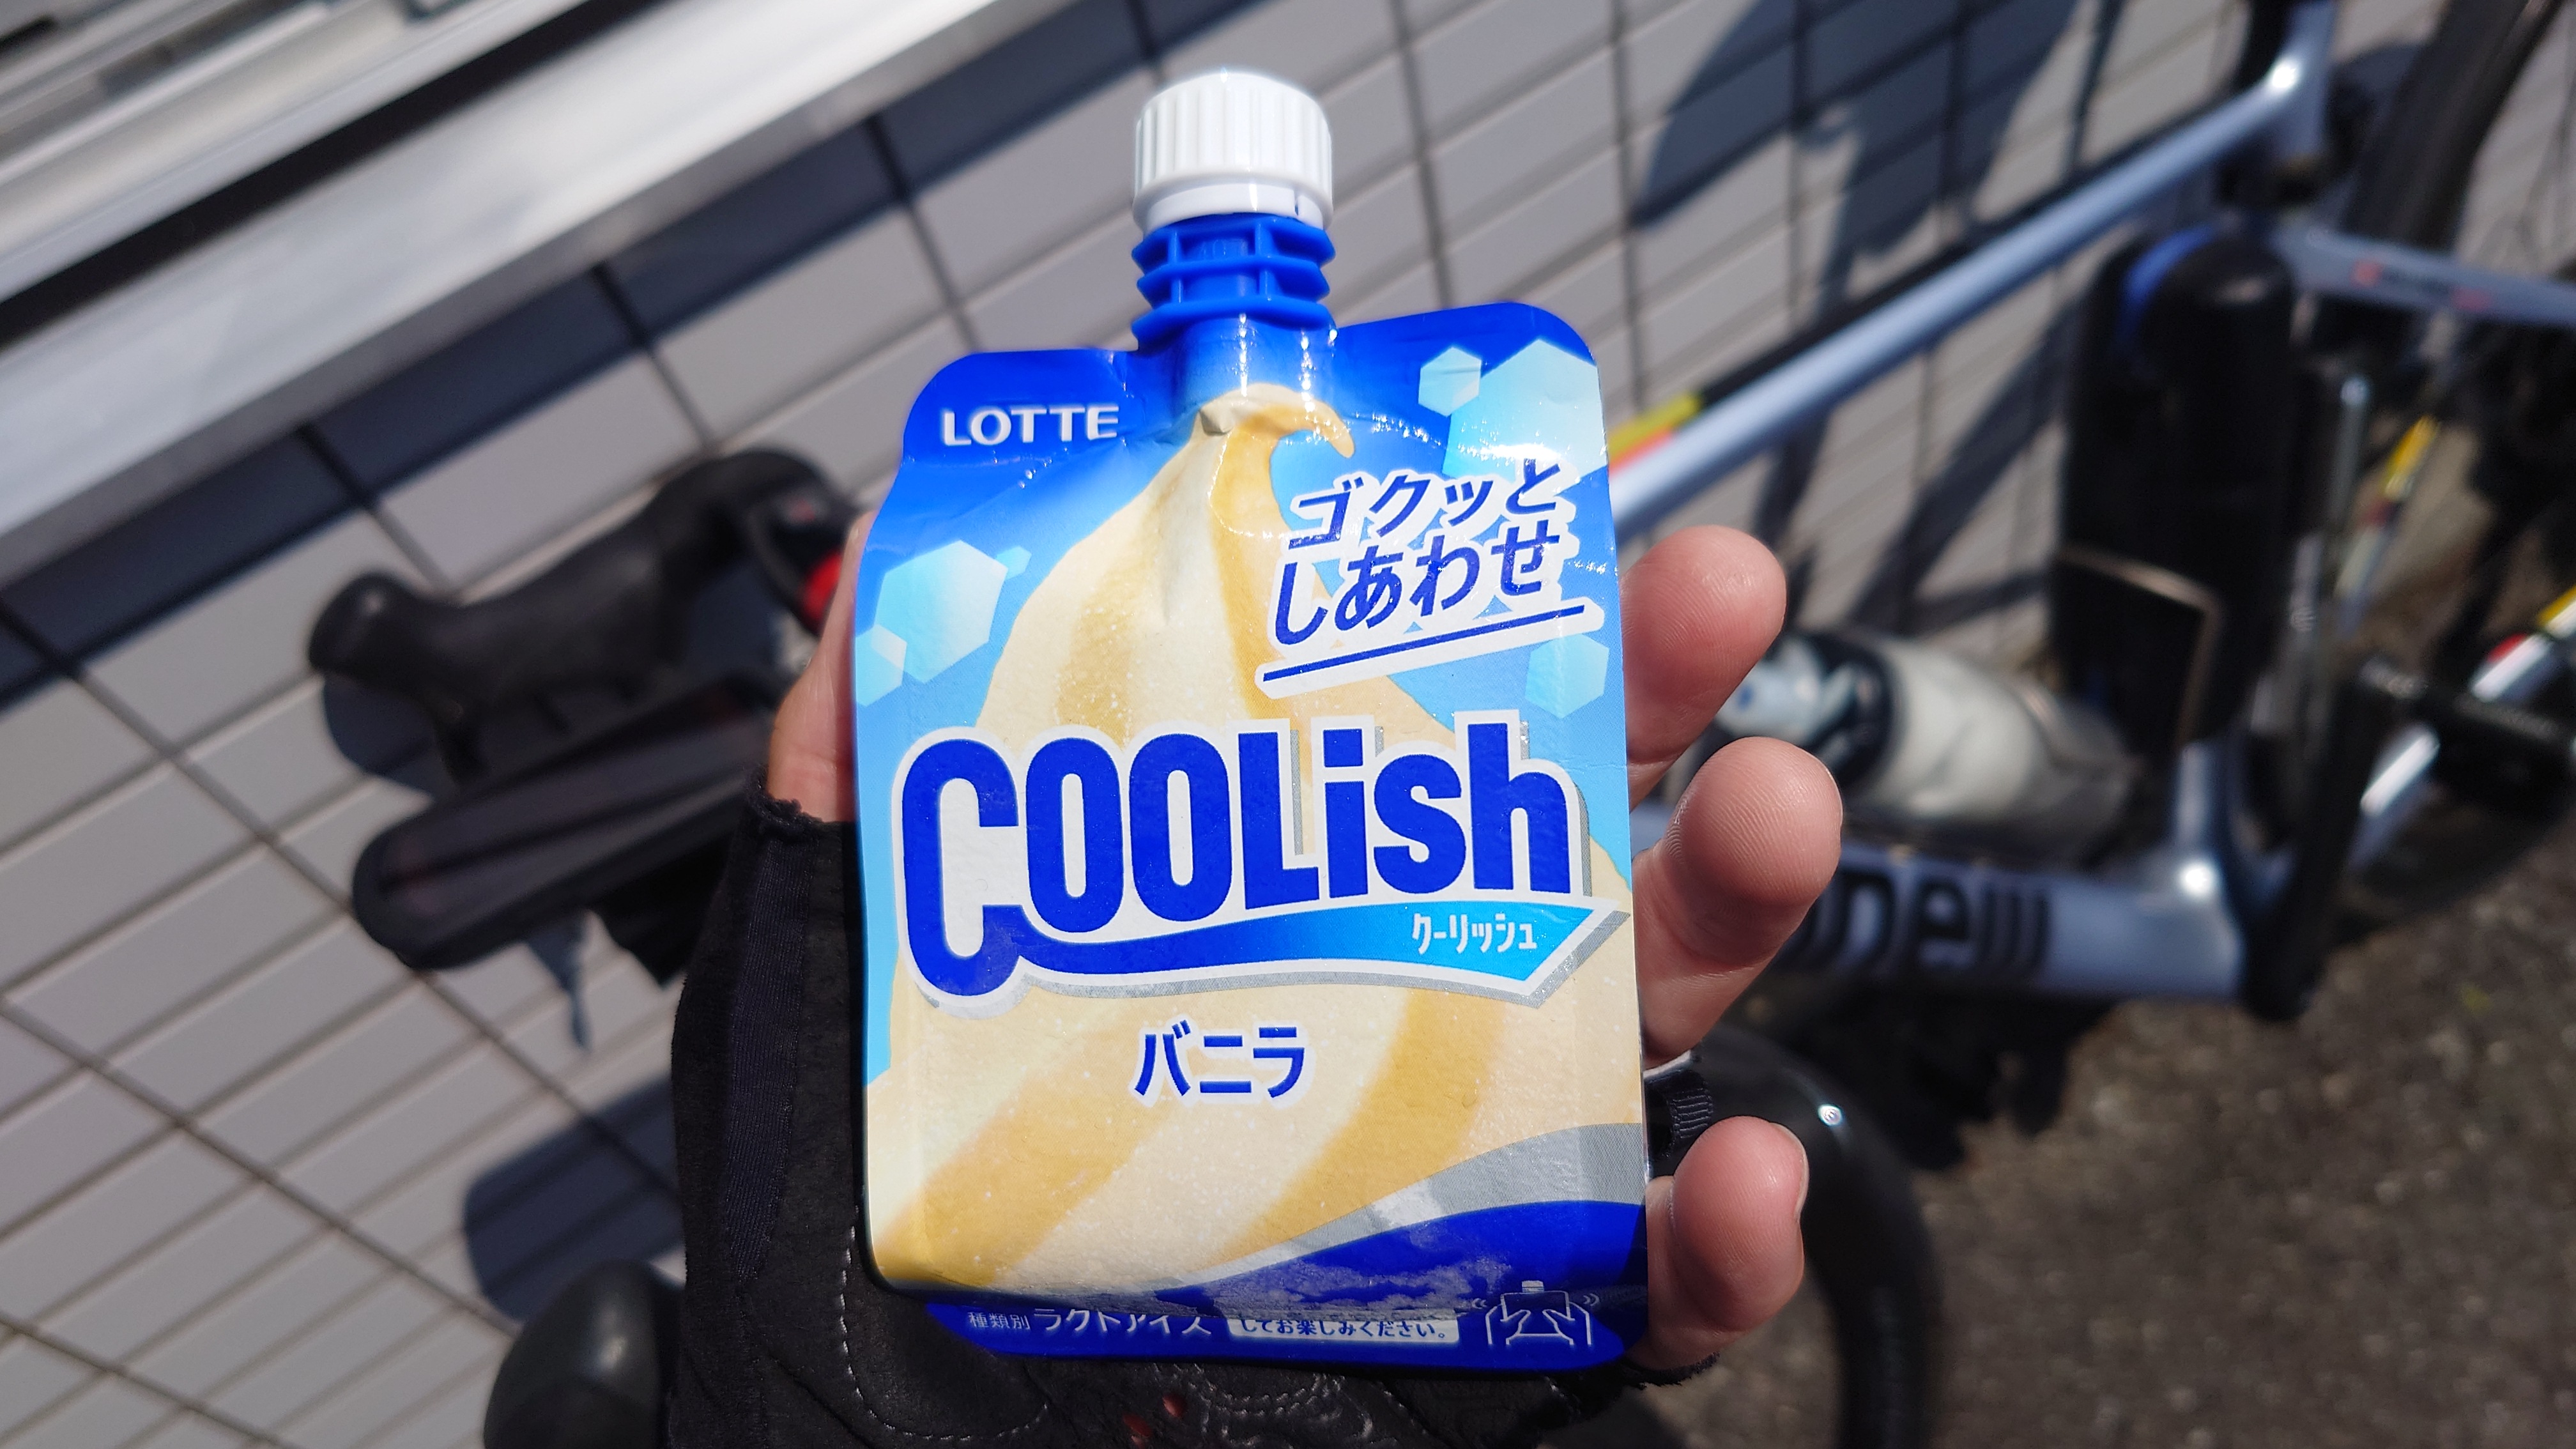 LOTTE
ゴクッと
しあわせ
COOLish
クーリッシュ
バニラ
種類別 ラクトアイス
してお楽しみください。